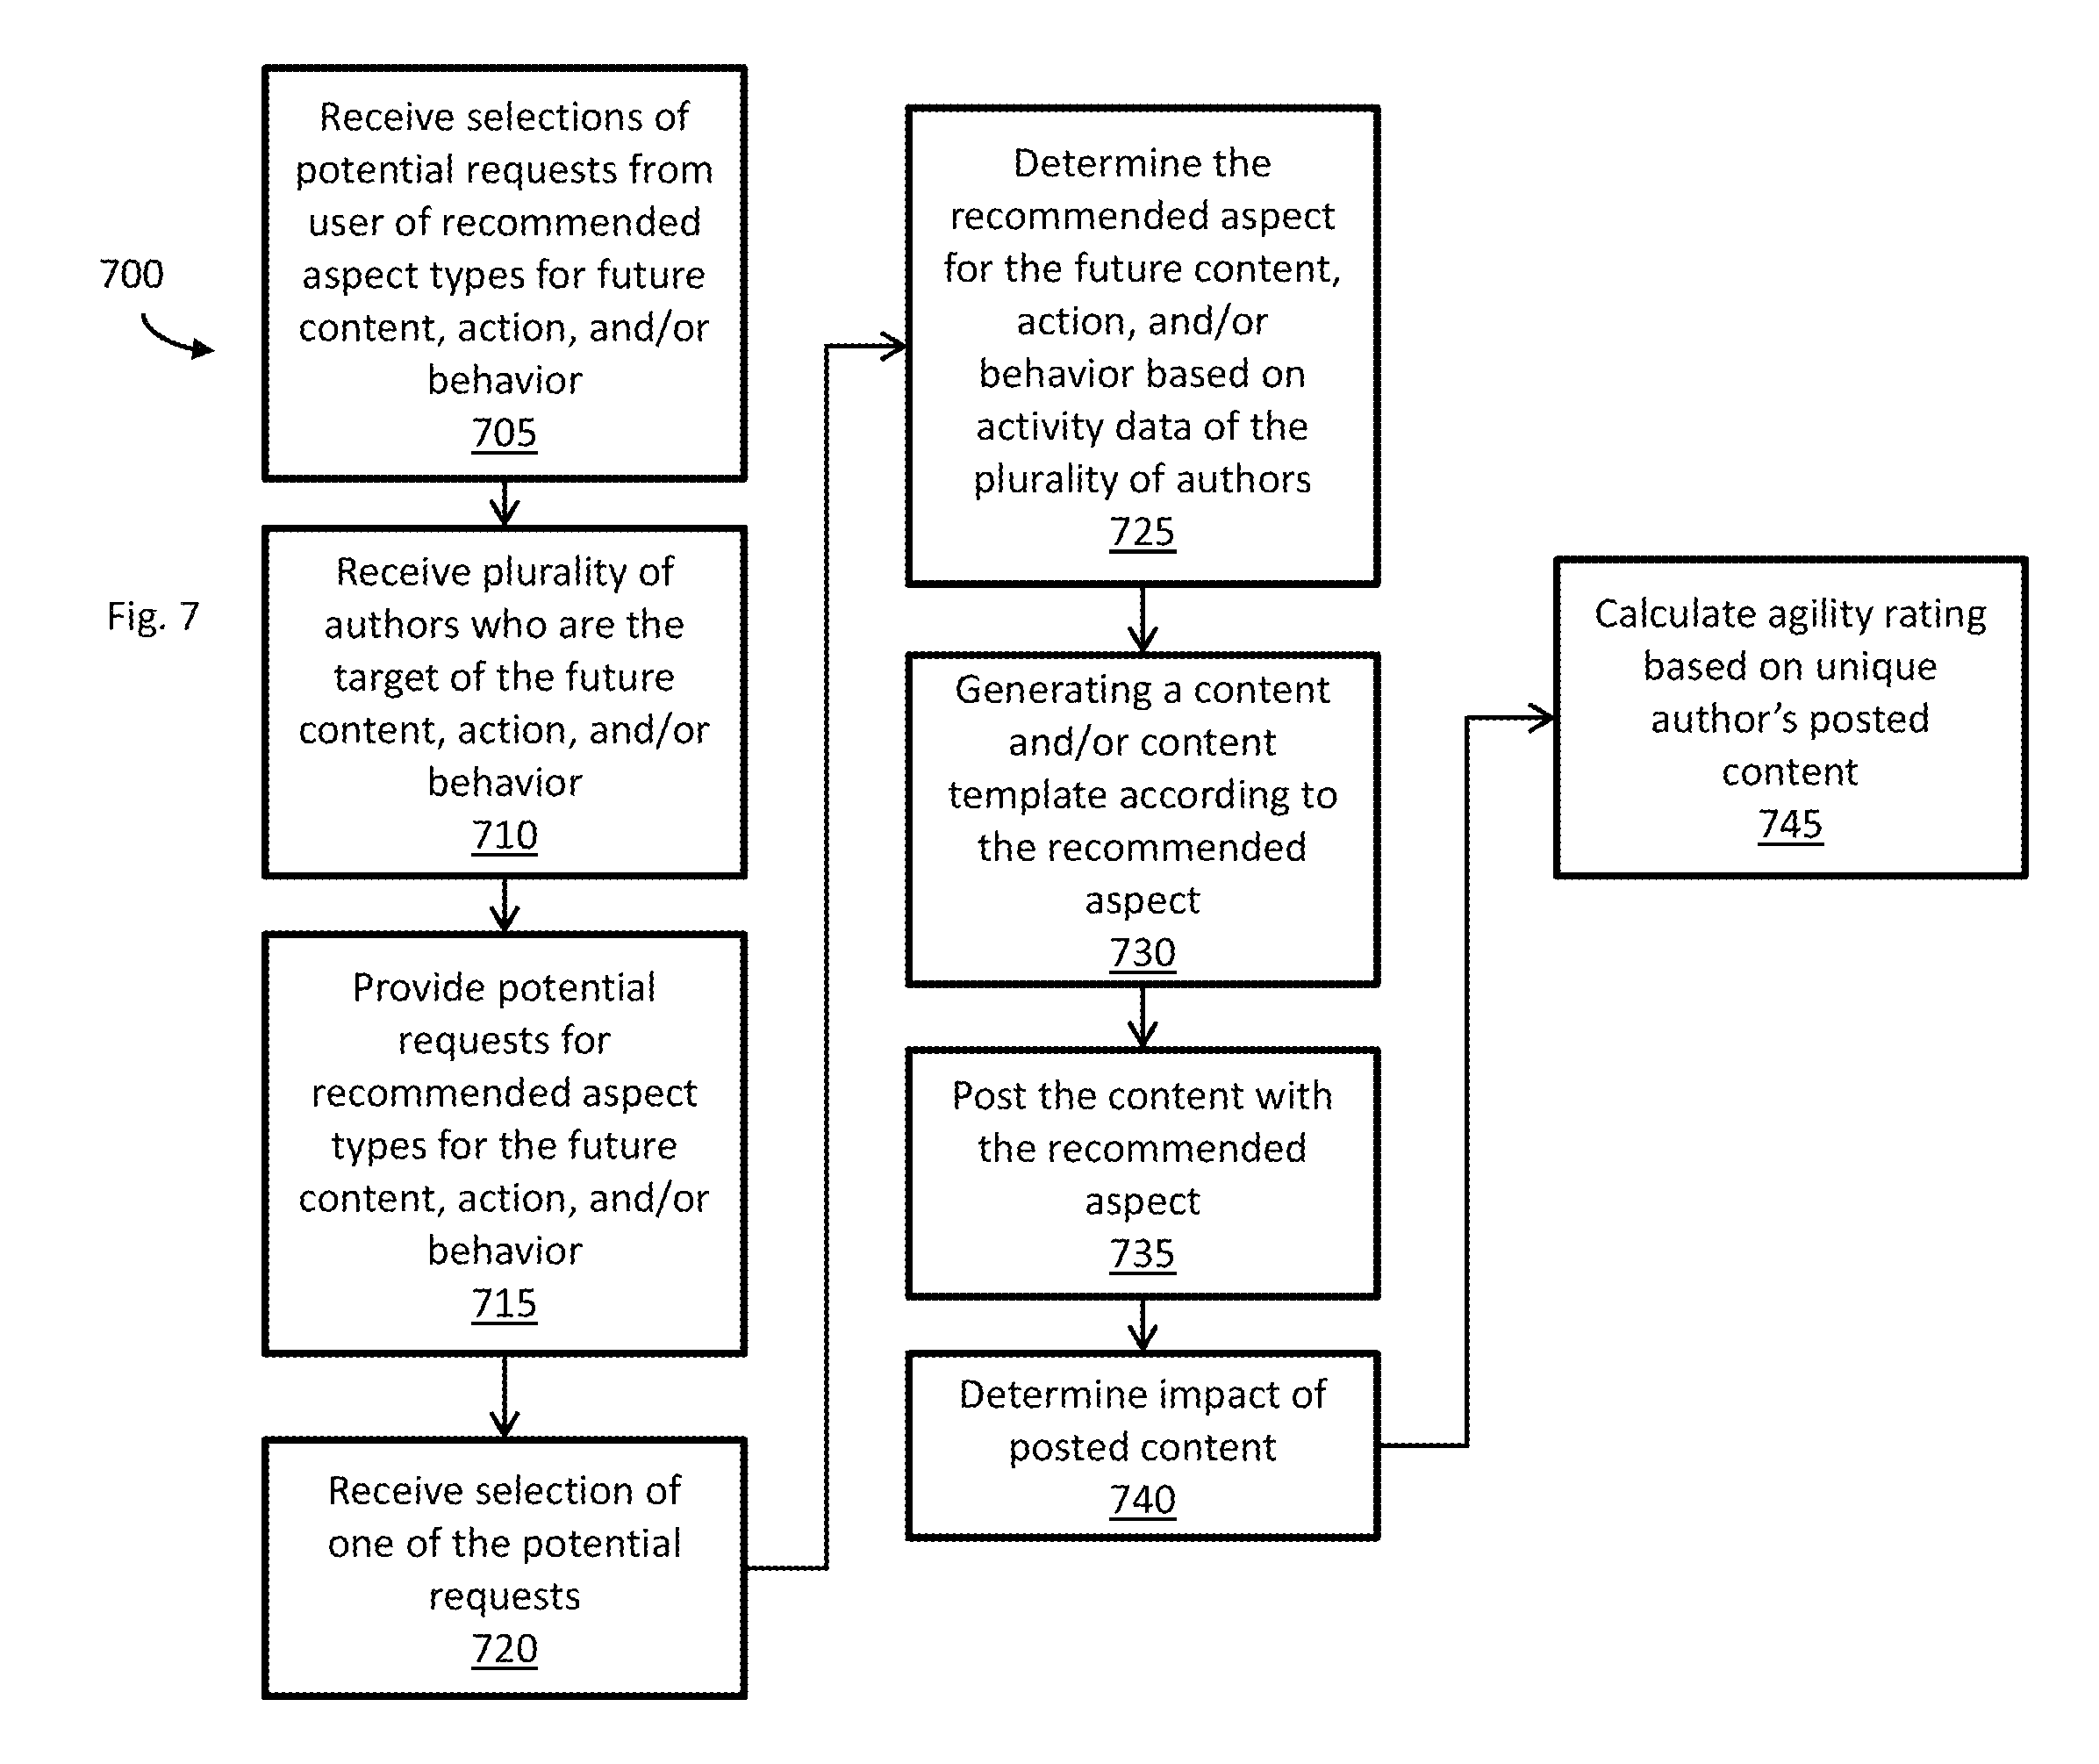 Receive selections of
potential requests from
user of recommended
aspect types for future
content, action, and/or
behavior
705
700
Fig. 7
Receive plurality of
authors who are the
target of the future
content, action, and/or
behavior
710
Provide potential
requests for
recommended aspect
types for the future
content, action, and/or
behavior
715
Receive selection of
one of the potential
requests
720
Determine the
recommended aspect
for the future content,
action, and/or
behavior based on
activity data of the
plurality of authors
725
Generating a content
and/or content
template according to
the recommended
aspect
730
Post the content with
the recommended
aspect
735
Determine impact of
posted content
740
Calculate agility rating
based on unique
author’s posted
content
745